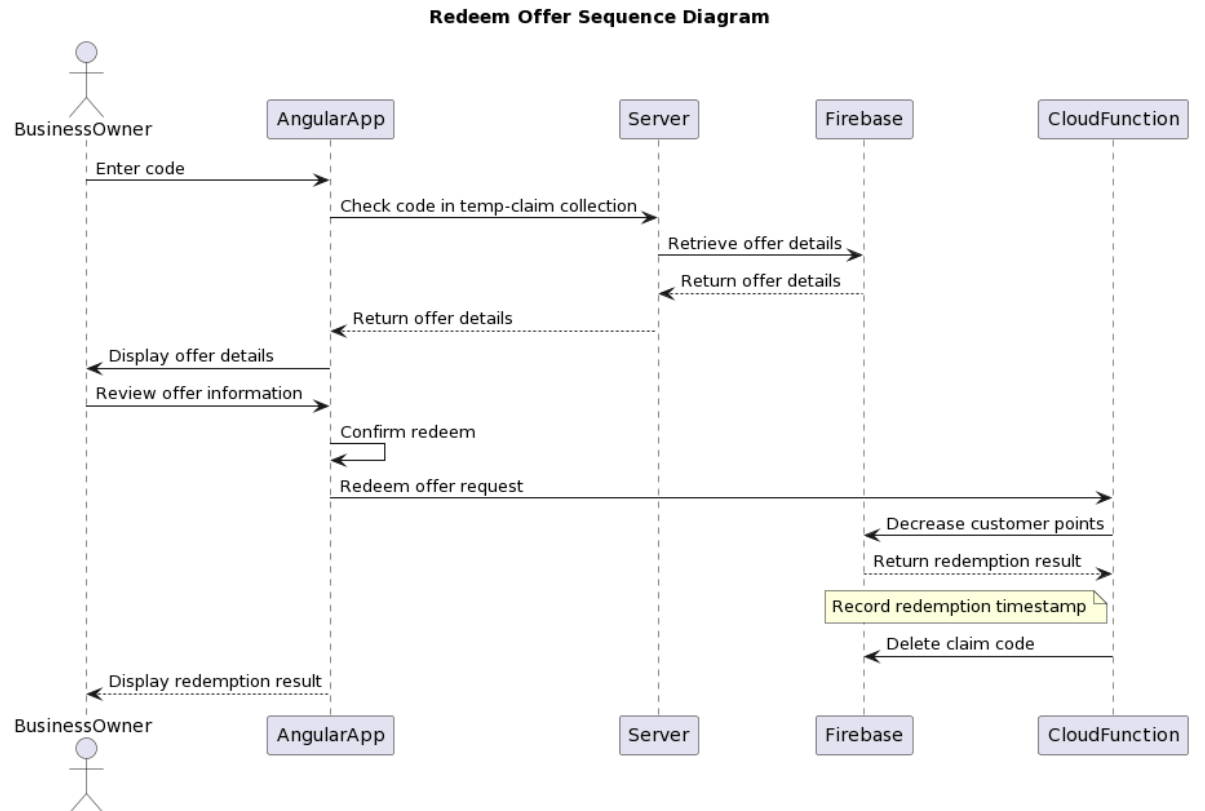 Redeem Offer Sequence Diagram
BusinessOwner
AngularApp
Server
Firebase
CloudFunction
Enter code
Check code in temp-claim collection
Retrieve offer details
Return offer details
Return offer details
Display offer details
Review offer information
Confirm redeem
Redeem offer request
Decrease customer points
Return redemption result
Record redemption timestamp
Delete claim code
Display redemption result
BusinessOwner
AngularApp
Server
Firebase
CloudFunction